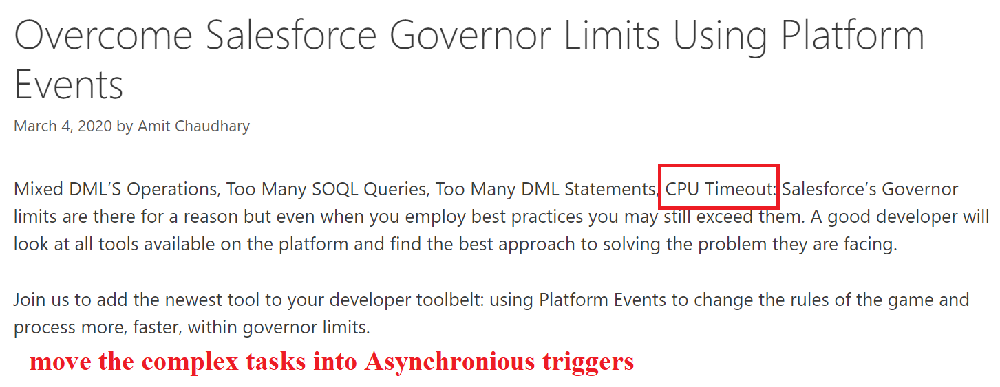 Overcome Salesforce Governor Limits Using Platform
Events
March 4, 2020 by Amit Chaudhary
Mixed DML’S Operations, Too Many SOQL Queries, Too Many DML Statements, CPU Timeout: Salesforce’s Governor
limits are there for a reason but even when you employ best practices you may still exceed them. A good developer will
look at all tools available on the platform and find the best approach to solving the problem they are facing.
Join us to add the newest tool to your developer toolbelt: using Platform Events to change the rules of the game and
process more, faster, within governor limits.
move the complex tasks into Asynchronious triggers